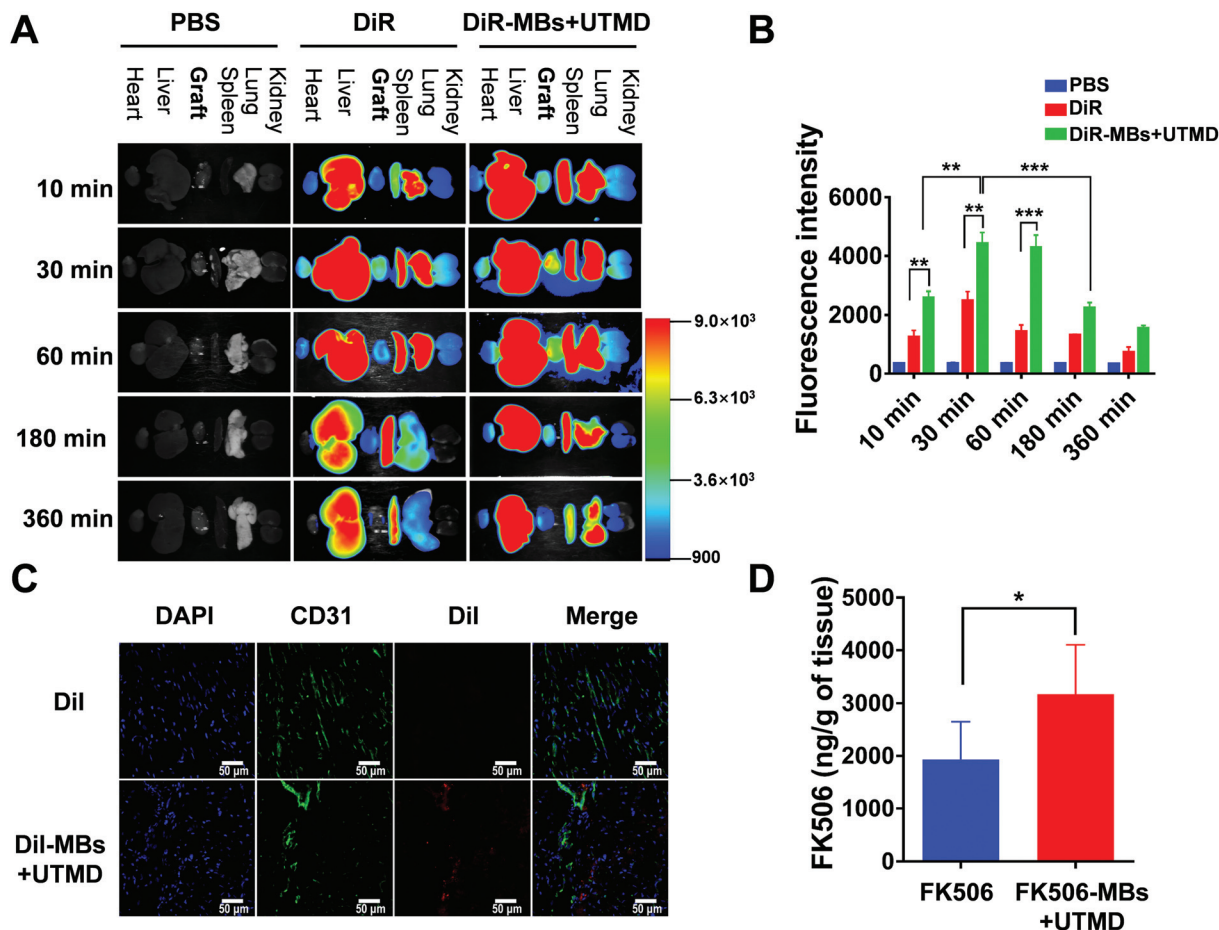 A
PBS
DiR
DiR-MBs+UTMD
Heart
Liver
Graft
Spleen
Lung
Kidney
Heart
Liver
Graft
Spleen
Lung
Kidney
Heart
Liver
Graft
Spleen
Lung
Kidney
10 min
30 min
60 min
180 min
360 min
9.0×10³
6.3×10³
3.6×10³
900
B
PBS
DiR
DiR-MBs+UTMD
Fluorescence intensity
6000
4000
2000
0
**
***
**
**
***
10 min
30 min
60 min
180 min
360 min
C
DAPI
CD31
DiI
Merge
DiI
50 µm
50 µm
50 µm
50 µm
DiI-MBs
+UTMD
50 µm
50 µm
50 µm
50 µm
D
FK506 (ng/g of tissue)
5000
4000
3000
2000
1000
0
*
FK506
FK506-MBs
+UTMD